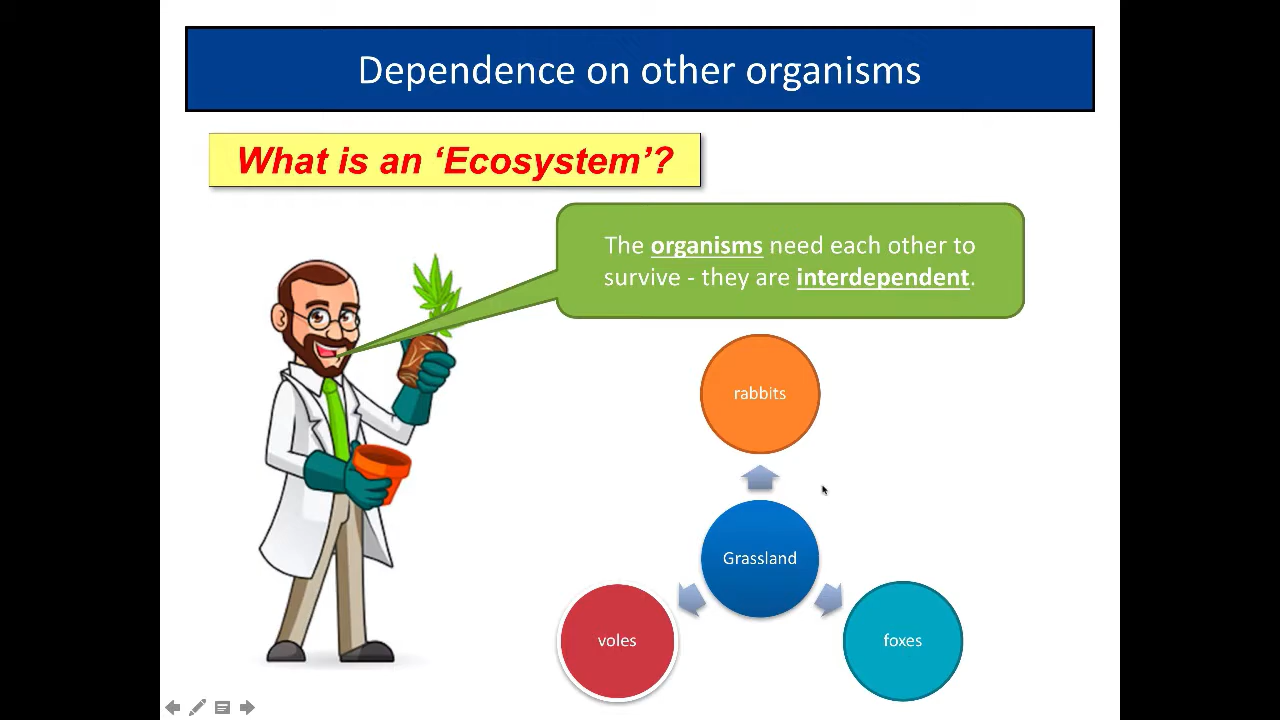 Dependence on other organisms
What is an ‘Ecosystem’?
The organisms need each other to
survive - they are interdependent.
rabbits
Grassland
voles
foxes